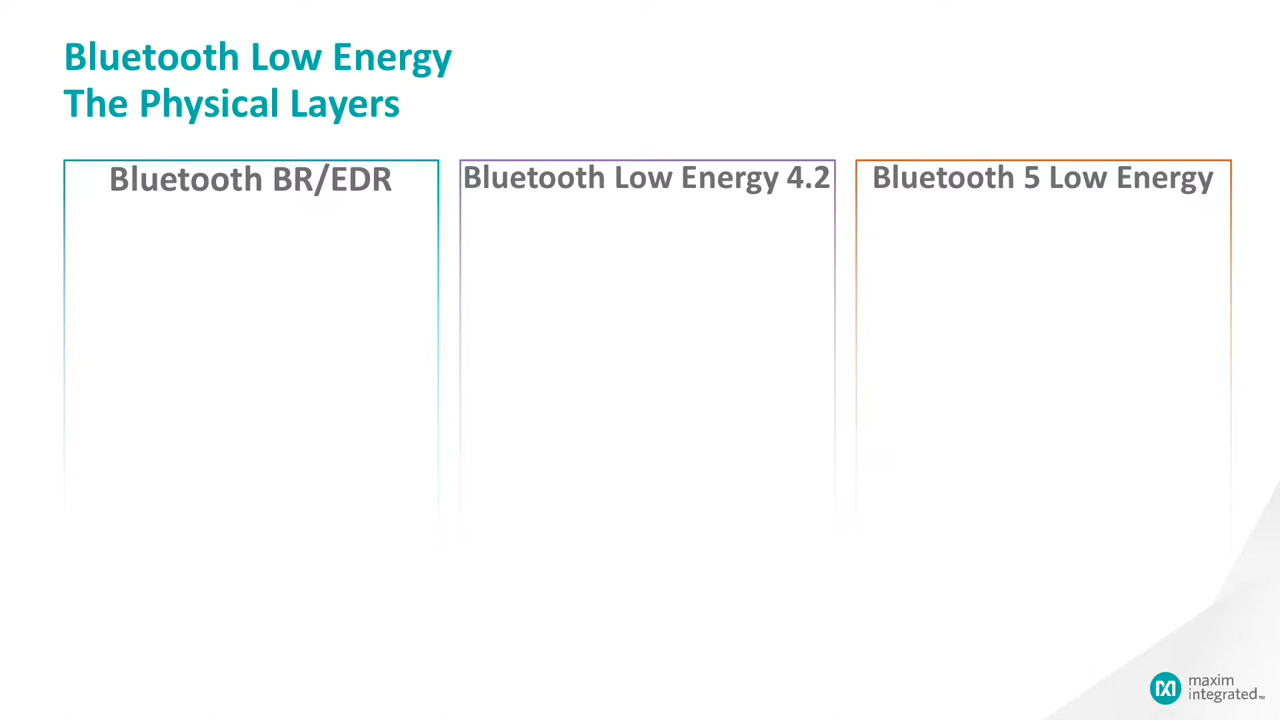 Bluetooth Low Energy
The Physical Layers
Bluetooth BR/EDR
Bluetooth Low Energy 4.2
Bluetooth 5 Low Energy
maxim
integrated™